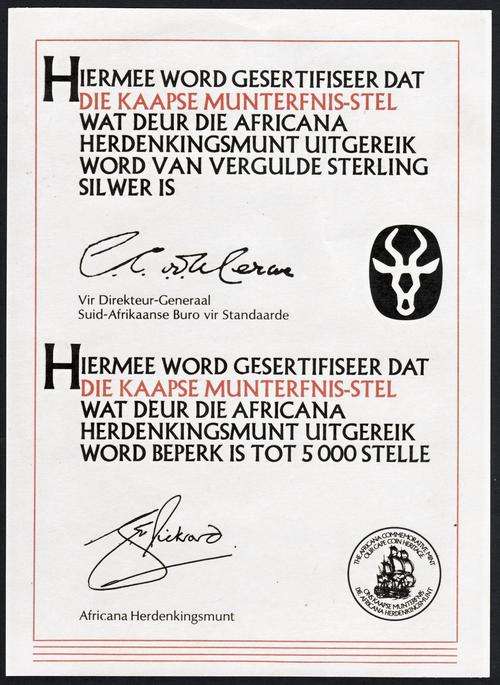 HIERMEE WORD GESERTIFISEER DAT
DIE KAAPSE MUNTERFNIS-STEL
WAT DEUR DIE AFRICANA
HERDENKINGSMUNT UITGEREIK
WORD VAN VERGULDE STERLING
SILWER IS
Vir Direkteur-Generaal
Suid-Afrikaanse Buro vir Standaarde
HIERMEE WORD GESERTIFISEER DAT
DIE KAAPSE MUNTERFNIS-STEL
WAT DEUR DIE AFRICANA
HERDENKINGSMUNT UITGEREIK
WORD BEPERK IS TOT 5 000 STELLE
THE AFRICANA COMMEMORATIVE MINT
OUR CAPE COIN HERITAGE
ONS KAAPSE MUNTERFNIS
DIE AFRICANA HERDENKINGSMUNT
Africana Herdenkingsmunt